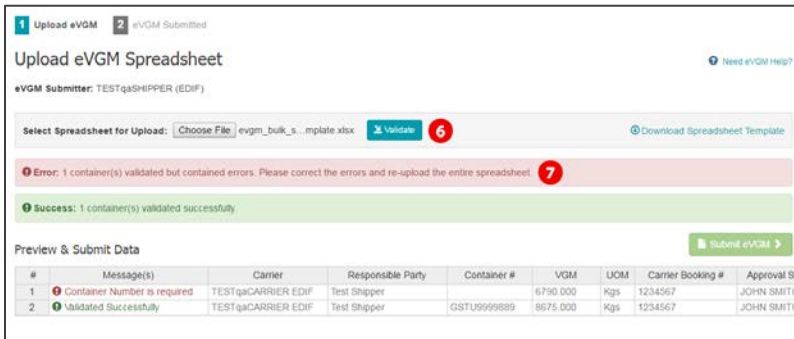 1 Upload eVGM 2 eVGM Submitted
Upload eVGM Spreadsheet
Need eVGM Help?
eVGM Submitter: TESTqaSHIPPER (EDIF)
Select Spreadsheet for Upload: Choose File evgm_bulk_s...mplate.xlsx Validate 6 Download Spreadsheet Template
Error: 1 container(s) validated but contained errors. Please correct the errors and re-upload the entire spreadsheet. 7
Success: 1 container(s) validated successfully.
Submit eVGM
Preview & Submit Data
# Message(s) Carrier Responsible Party Container # VGM UOM Carrier Booking # Approval S
1 Container Number is required TESTqaCARRIER EDIF Test Shipper 6790.000 Kgs 1234567 JOHN SMIT
2 Validated Successfully TESTqaCARRIER EDIF Test Shipper GSTU9999889 8675.000 Kgs 1234567 JOHN SMIT